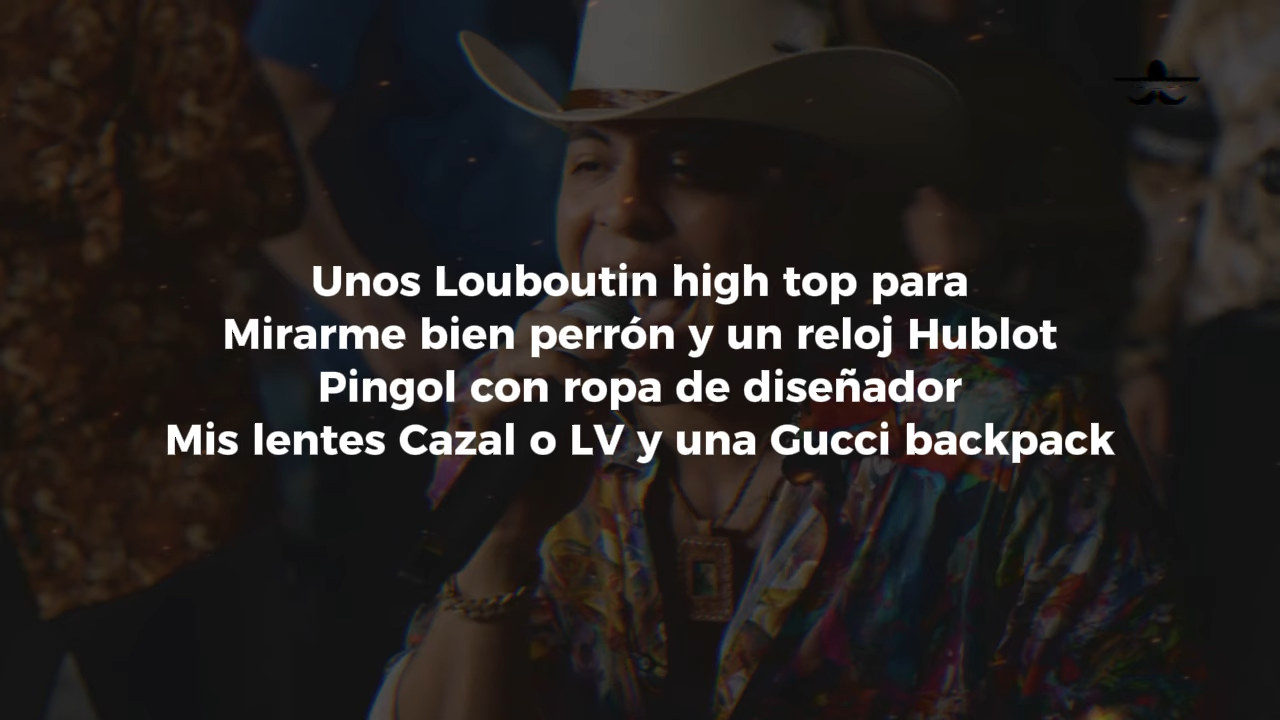 Unos Louboutin high top para
Mirarme bien perrón y un reloj Hublot
Pingol con ropa de diseñador
Mis lentes Cazal o LV y una Gucci backpack